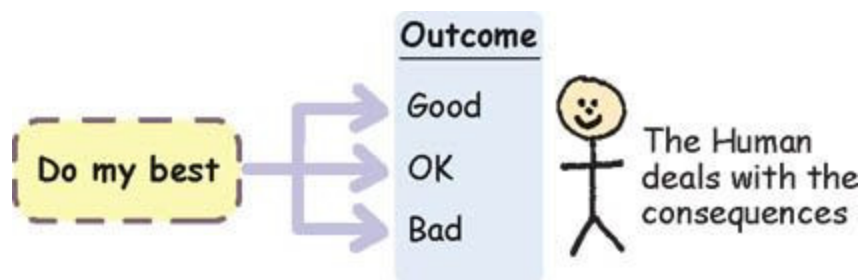 Outcome
Do my best
Good
OK
Bad
The Human
deals with the
consequences